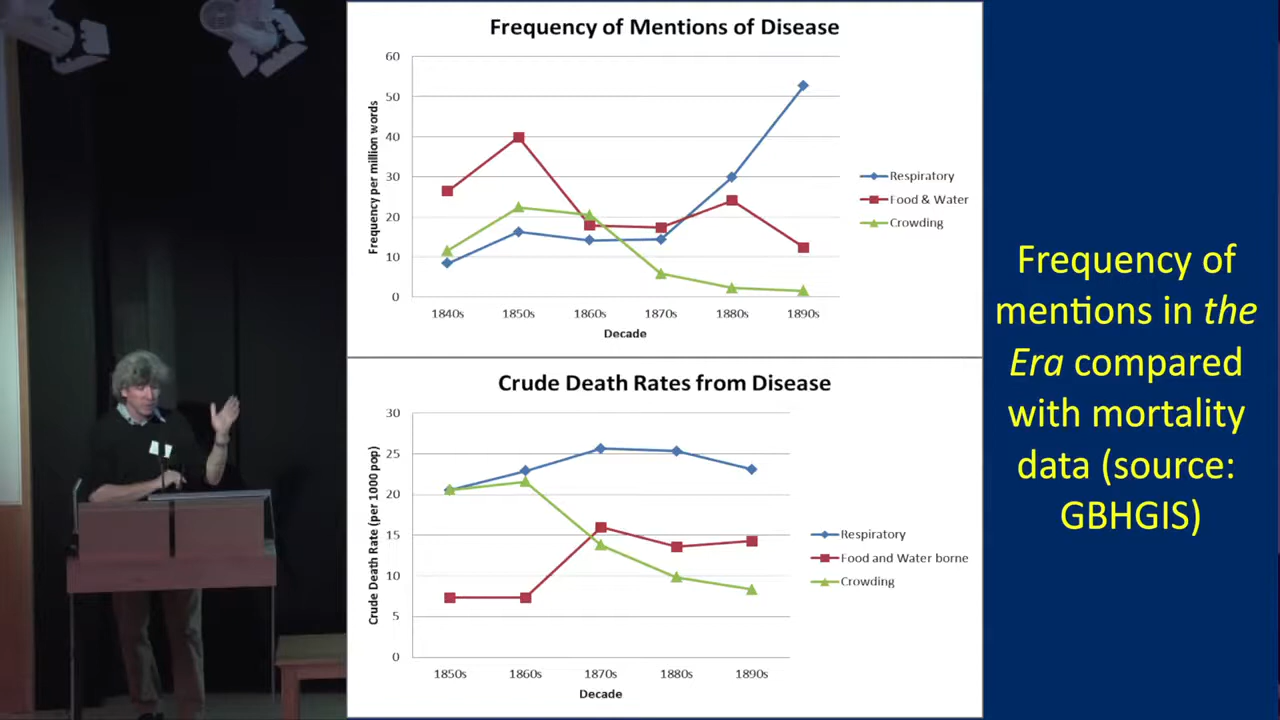 Frequency of Mentions of Disease
Frequency per million words
60
50
40
30
20
10
0
1840s 1850s 1860s 1870s 1880s 1890s
Decade
Respiratory
Food & Water
Crowding
Crude Death Rates from Disease
Crude Death Rate (per 1000 pop)
30
25
20
15
10
5
0
1850s 1860s 1870s 1880s 1890s
Decade
Respiratory
Food and Water borne
Crowding
Frequency of
mentions in the
Era compared
with mortality
data (source:
GBHGIS)